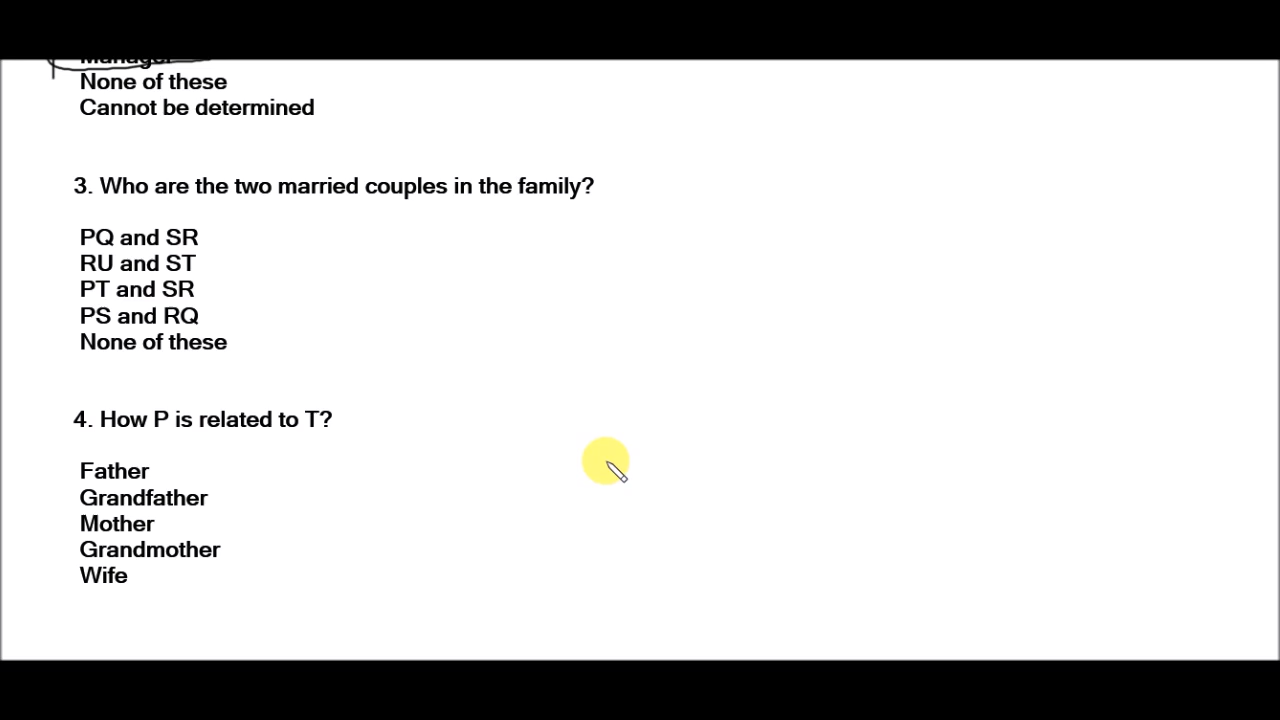 Manager
None of these
Cannot be determined
3. Who are the two married couples in the family?
PQ and SR
RU and ST
PT and SR
PS and RQ
None of these
4. How P is related to T?
Father
Grandfather
Mother
Grandmother
Wife